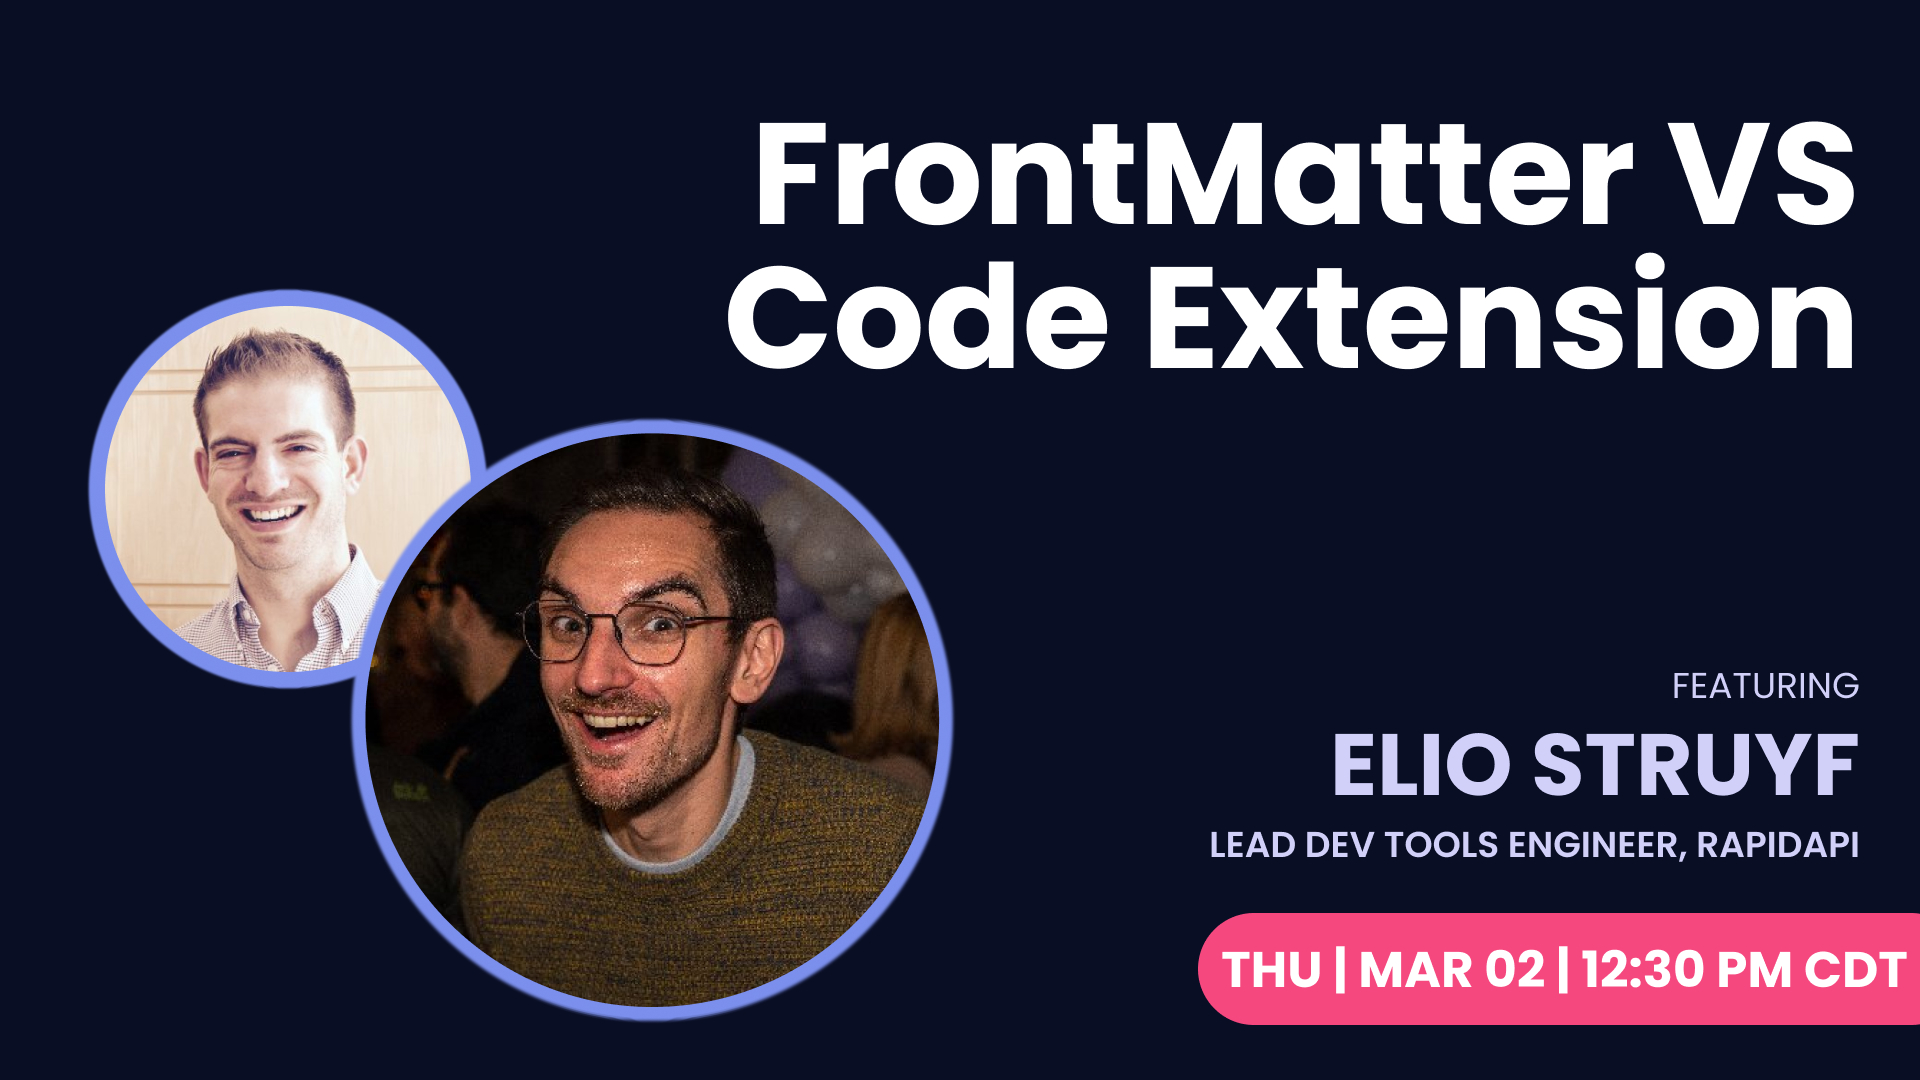 FrontMatter VS
Code Extension
FEATURING
ELIO STRUYF
LEAD DEV TOOLS ENGINEER, RAPIDAPI
THU | MAR 02 | 12:30 PM CDT